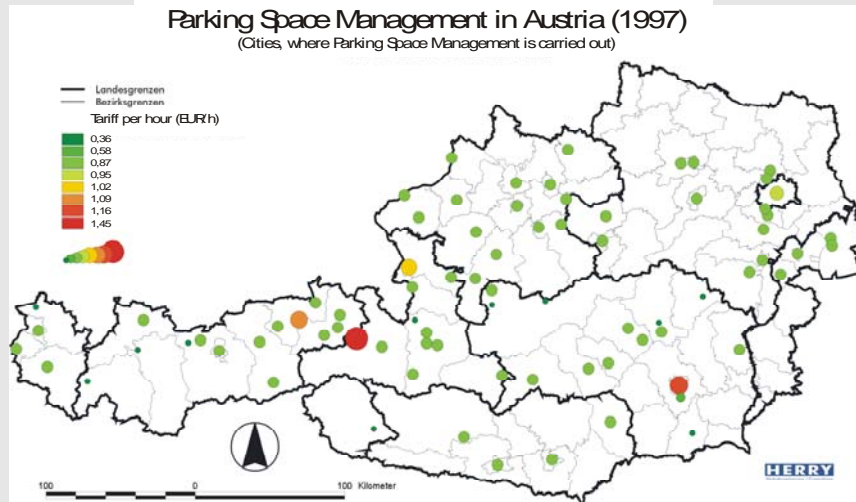 Parking Space Management in Austria (1997)
(Cities, where Parking Space Management is carried out)
Landesgrenzen
Bezirksgrenzen
Tariff per hour (EUR/h)
0,36
0,58
0,87
0,95
1,02
1,09
1,16
1,45
100 0 100 Kilometer
HERRY